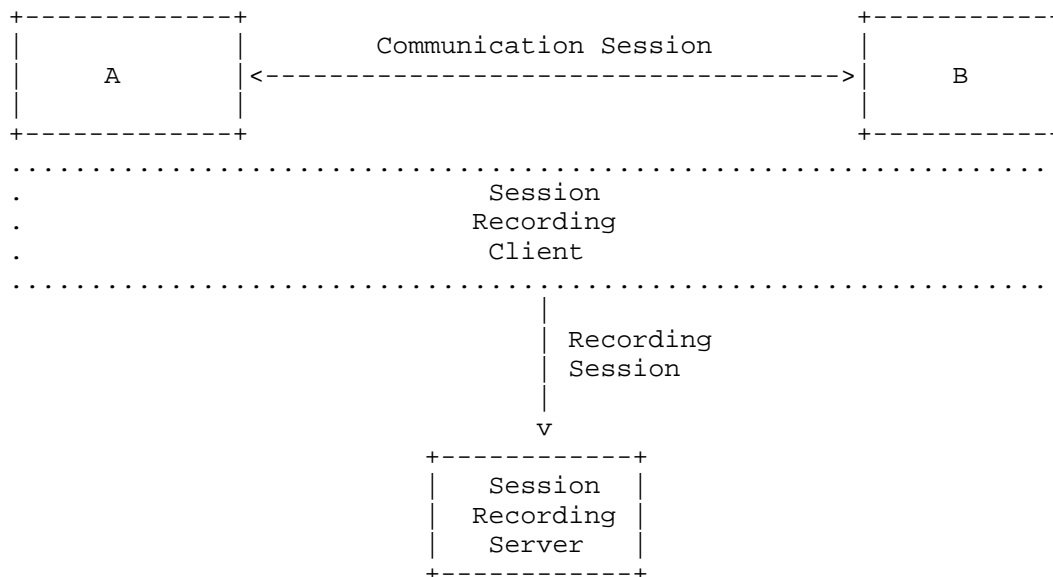 Communication Session
A
B
Session
Recording
Client
Recording
Session
Session
Recording
Server